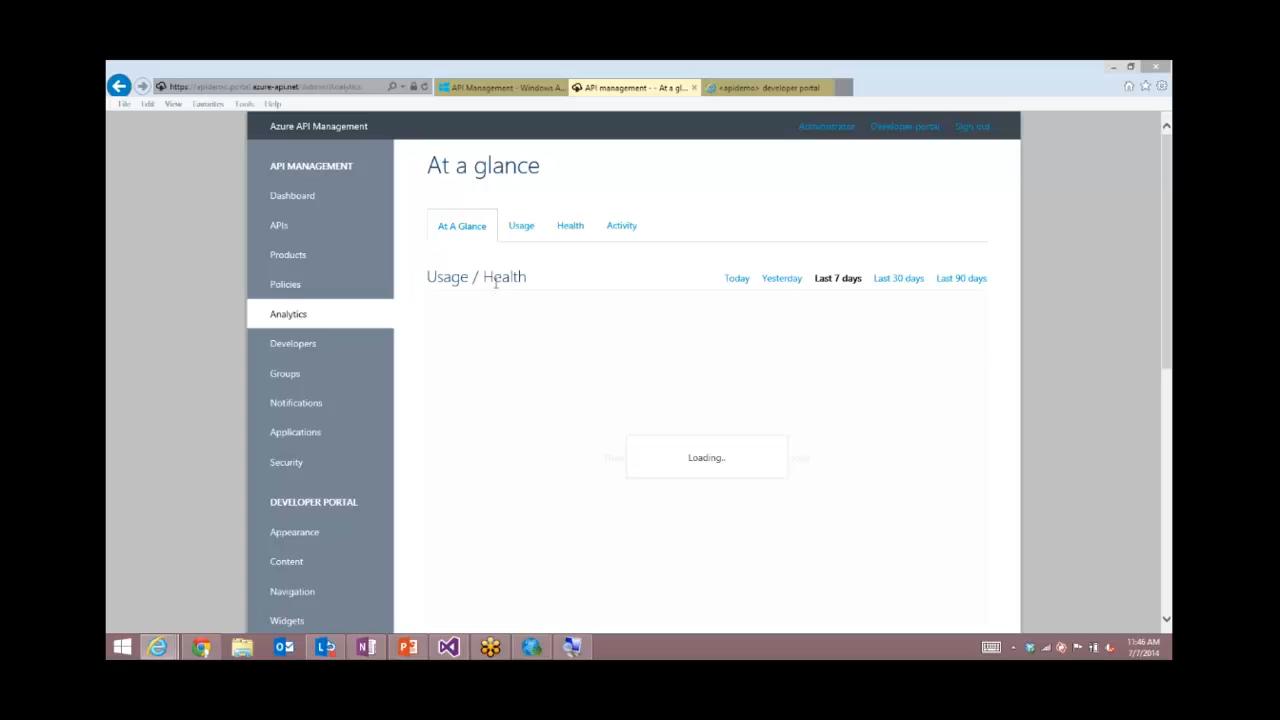 https://apidemo.portal.azure-api.net/Admin/Analytics
API Management - Windows A...
API management - - At a gl...
<apidemo> developer portal
File Edit View Favorites Tools Help
Azure API Management
Administrator Developer portal Sign out
API MANAGEMENT
Dashboard
APIs
Products
Policies
Analytics
Developers
Groups
Notifications
Applications
Security
DEVELOPER PORTAL
Appearance
Content
Navigation
Widgets
At a glance
At A Glance Usage Health Activity
Usage / Health
Today Yesterday Last 7 days Last 30 days Last 90 days
Loading..
11:46 AM
7/7/2014